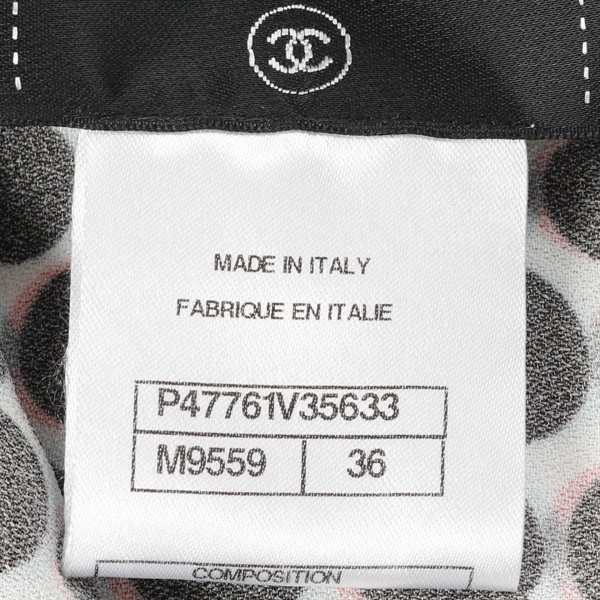 MADE IN ITALY
FABRIQUE EN ITALIE
P47761V35633
M9559 36
COMPOSITION